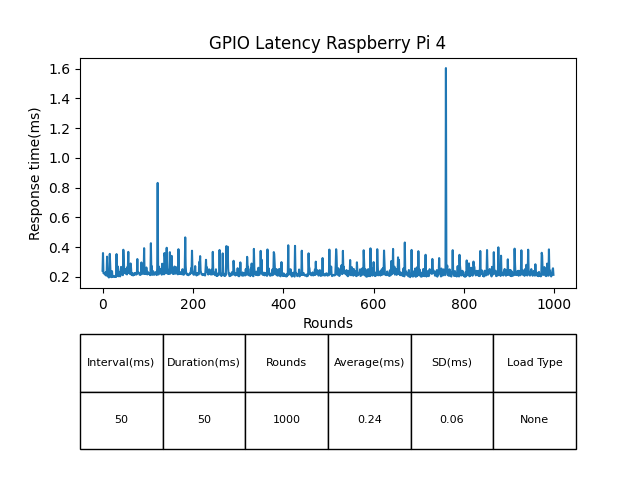 GPIO Latency Raspberry Pi 4
1.6
1.4
1.2
1.0
0.8
0.6
0.4
0.2
Response time(ms)
0 200 400 600 800 1000
Rounds
Interval(ms) Duration(ms) Rounds Average(ms) SD(ms) Load Type
50 50 1000 0.24 0.06 None